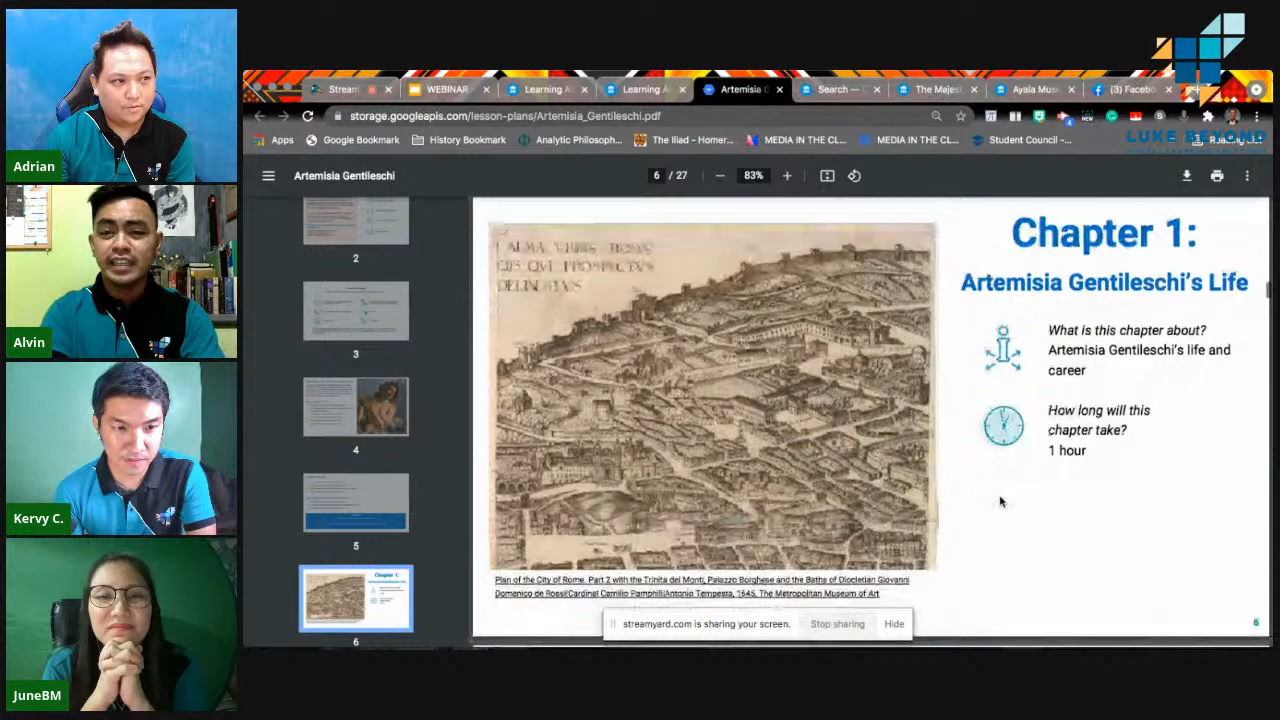 Adrian
Alvin
Kervy C.
JuneBM
LUKE BEYOND
Stream
WEBINAR
Learning A
Learning A
Artemisia
Search —
The Majes
Ayala Mus
(3) Faceb
storage.googleapis.com/lesson-plans/Artemisia_Gentileschi.pdf
Apps
Google Bookmark
History Bookmark
Analytic Philosoph...
The Iliad - Homer...
MEDIA IN THE CL...
MEDIA IN THE CL...
Student Council -...
Artemisia Gentileschi
6 / 27
83%
2
3
4
5
6
Chapter 1:
Artemisia Gentileschi's Life
What is this chapter about?
Artemisia Gentileschi's life and
career
How long will this
chapter take?
1 hour
Plan of the City of Rome. Part 2 with the Trinita dei Monti, Palazzo Borghese and the Baths of Diocletian Giovanni
Domenico de Rossi|Cardinal Camillo Pamphili|Antonio Tempesta, 1645, The Metropolitan Museum of Art
streamyard.com is sharing your screen.
Stop sharing
Hide
6